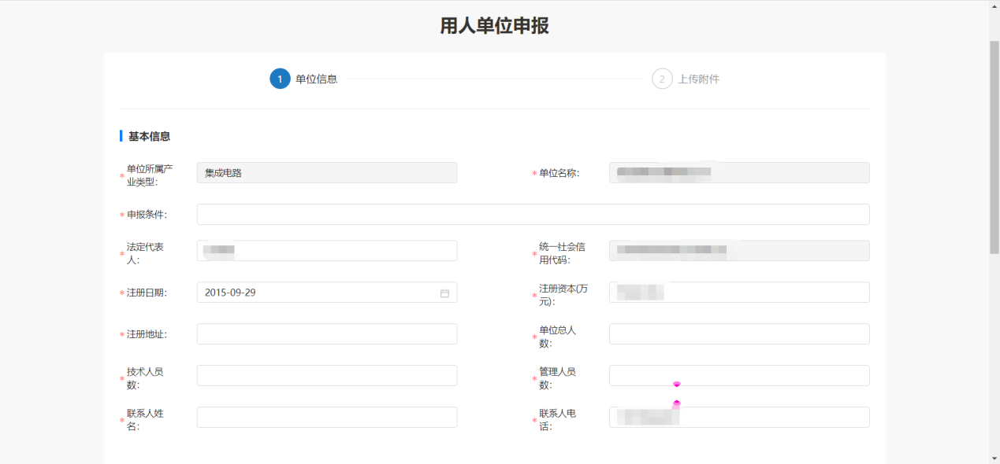 用人单位申报
1 单位信息
2 上传附件
基本信息
* 单位所属产
业类型:
集成电路
* 单位名称:
* 申报条件:
* 法定代表
人:
* 统一社会信
用代码:
* 注册日期:
2015-09-29
* 注册资本(万
元):
* 注册地址:
* 单位总人
数:
* 技术人员
数:
* 管理人员
数:
* 联系人姓
名:
* 联系人电
话: